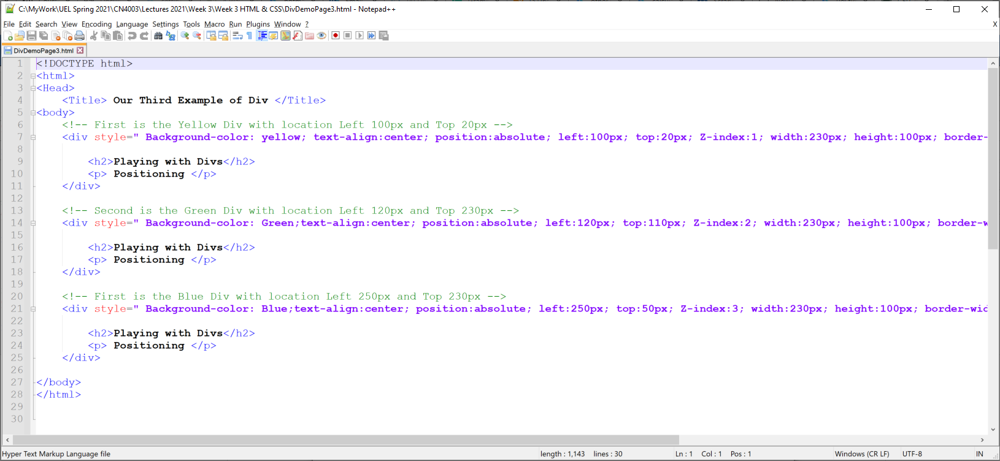 C:\MyWork\UEL Spring 2021\CN4003\Lectures 2021\Week 3\Week 3 HTML & CSS\DivDemoPage3.html - Notepad++
File Edit Search View Encoding Language Settings Tools Macro Run Plugins Window ? X
DivDemoPage3.html
1 <!DOCTYPE html>
2 <html>
3 <Head>
4 <Title> Our Third Example of Div </Title>
5 <body>
6 <!-- First is the Yellow Div with location Left 100px and Top 20px -->
7 <div style=" Background-color: yellow; text-align:center; position:absolute; left:100px; top:20px; Z-index:1; width:230px; height:100px; border-
8
9 <h2>Playing with Divs</h2>
10 <p> Positioning </p>
11 </div>
12
13 <!-- Second is the Green Div with location Left 120px and Top 230px -->
14 <div style=" Background-color: Green;text-align:center; position:absolute; left:120px; top:110px; Z-index:2; width:230px; height:100px; border-w
15
16 <h2>Playing with Divs</h2>
17 <p> Positioning </p>
18 </div>
19
20 <!-- First is the Blue Div with location Left 250px and Top 230px -->
21 <div style=" Background-color: Blue;text-align:center; position:absolute; left:250px; top:50px; Z-index:3; width:230px; height:100px; border-wid
22
23 <h2>Playing with Divs</h2>
24 <p> Positioning </p>
25 </div>
26
27 </body>
28 </html>
29
30
Hyper Text Markup Language file length : 1,143 lines : 30 Ln : 1 Col : 1 Pos : 1 Windows (CR LF) UTF-8 IN